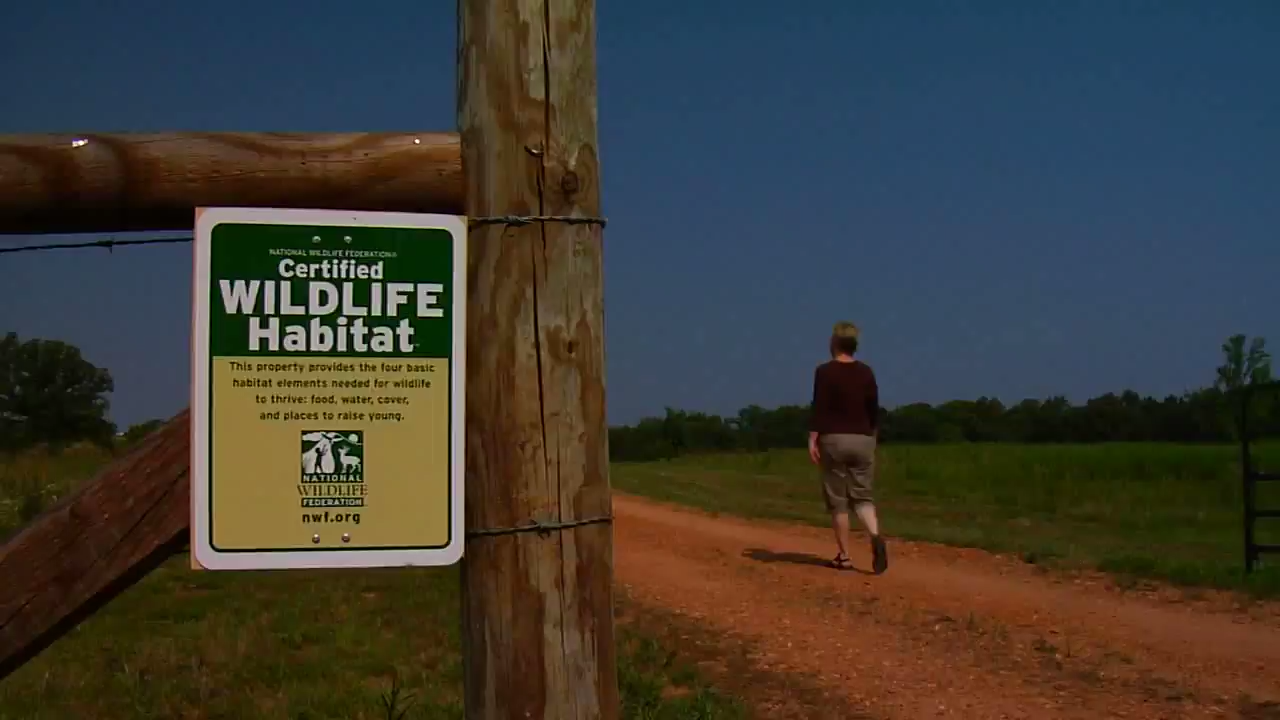 NATIONAL WILDLIFE FEDERATION®
Certified
WILDLIFE
Habitat™
This property provides the four basic
habitat elements needed for wildlife
to thrive: food, water, cover,
and places to raise young.
NATIONAL
WILDLIFE
FEDERATION
nwf.org